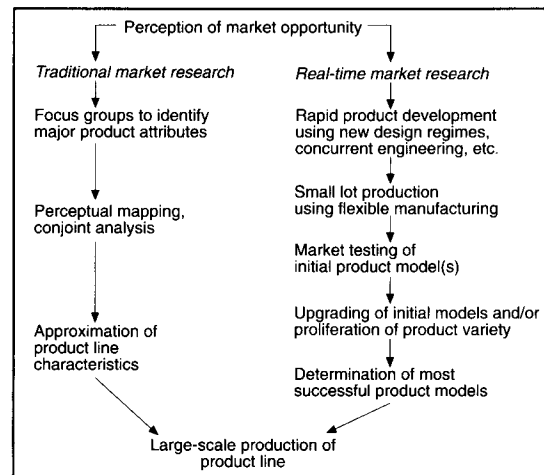 Perception of market opportunity
Traditional market research
Focus groups to identify
major product attributes
Perceptual mapping,
conjoint analysis
Approximation of
product line
characteristics
Real-time market research
Rapid product development
using new design regimes,
concurrent engineering, etc.
Small lot production
using flexible manufacturing
Market testing of
initial product model(s)
Upgrading of initial models and/or
proliferation of product variety
Determination of most
successful product models
Large-scale production of
product line